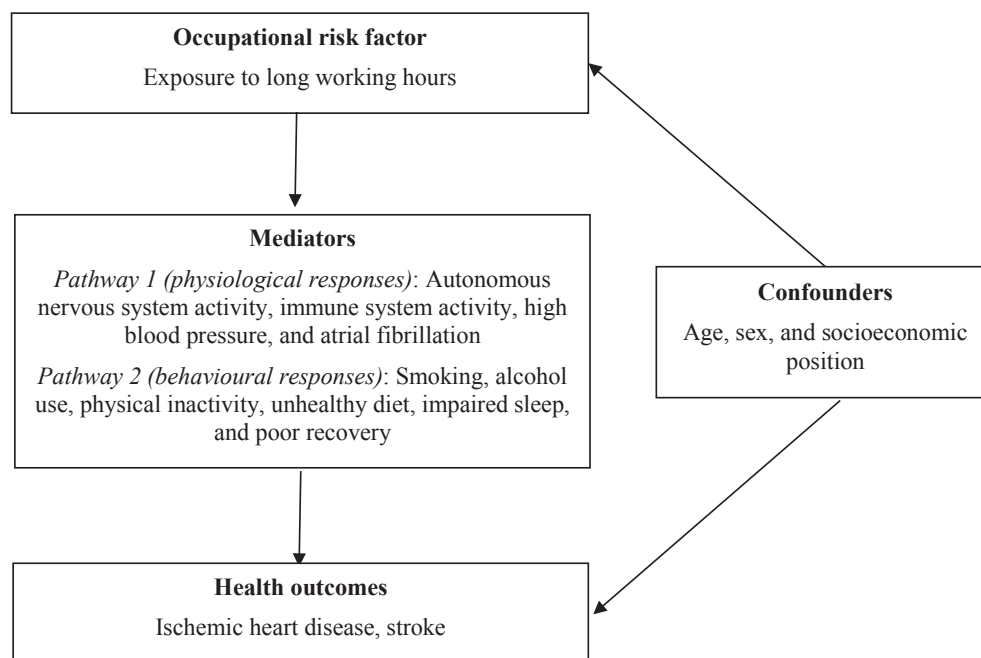 Occupational risk factor
Exposure to long working hours
Mediators
Pathway 1 (physiological responses): Autonomous
nervous system activity, immune system activity, high
blood pressure, and atrial fibrillation
Pathway 2 (behavioural responses): Smoking, alcohol
use, physical inactivity, unhealthy diet, impaired sleep,
and poor recovery
Confounders
Age, sex, and socioeconomic
position
Health outcomes
Ischemic heart disease, stroke